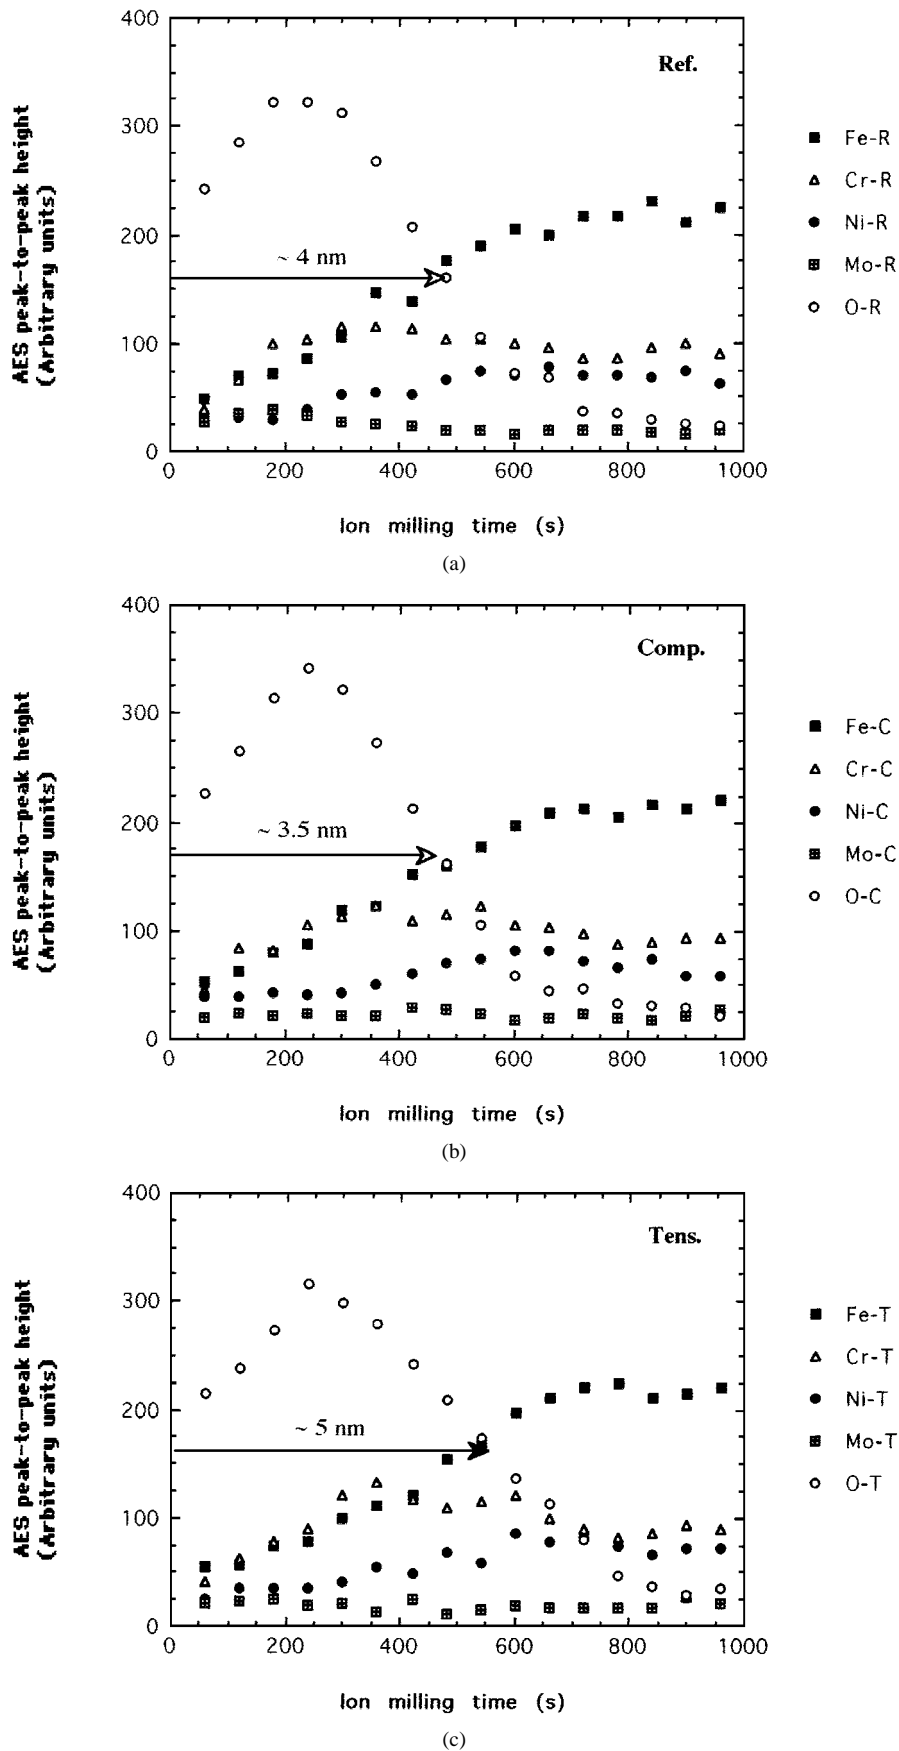 400
Ref.
300
Fe-R
Cr-R
200
Ni-R
~ 4 nm
Mo-R
O-R
100
0
0 200 400 600 800 1000
AES peak-to-peak height
(Arbitrary units)
Ion milling time (s)
(a)
400
Comp.
300
Fe-C
Cr-C
200
Ni-C
~ 3.5 nm
Mo-C
O-C
100
0
0 200 400 600 800 1000
AES peak-to-peak height
(Arbitrary units)
Ion milling time (s)
(b)
400
Tens.
300
Fe-T
Cr-T
200
Ni-T
~ 5 nm
Mo-T
O-T
100
0
0 200 400 600 800 1000
AES peak-to-peak height
(Arbitrary units)
Ion milling time (s)
(c)